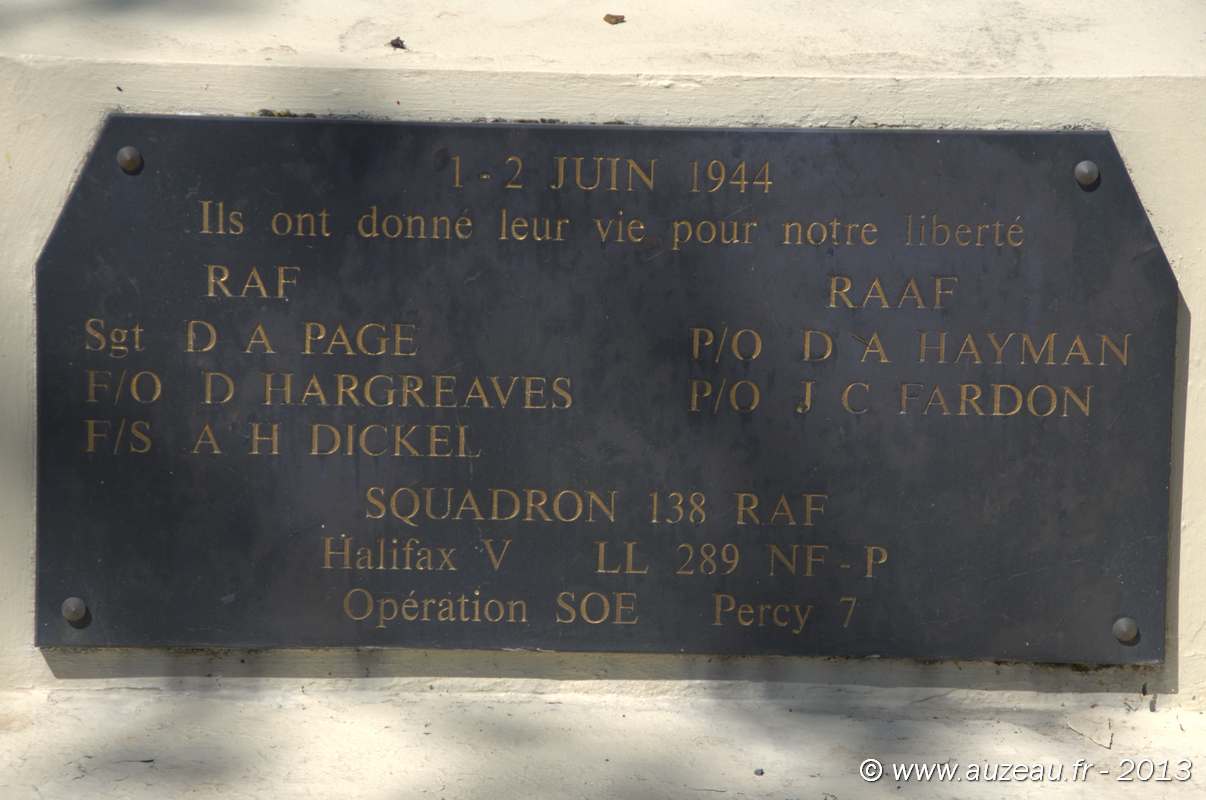 1 - 2 JUIN 1944
Ils ont donné leur vie pour notre liberté
RAF
Sgt D A PAGE
F/O D HARGREAVES
F/S A H DICKEL
RAAF
P/O D A HAYMAN
P/O J C FARDON
SQUADRON 138 RAF
Halifax V LL 289 NF - P
Opération SOE Percy 7
© www.auzeau.fr - 2013